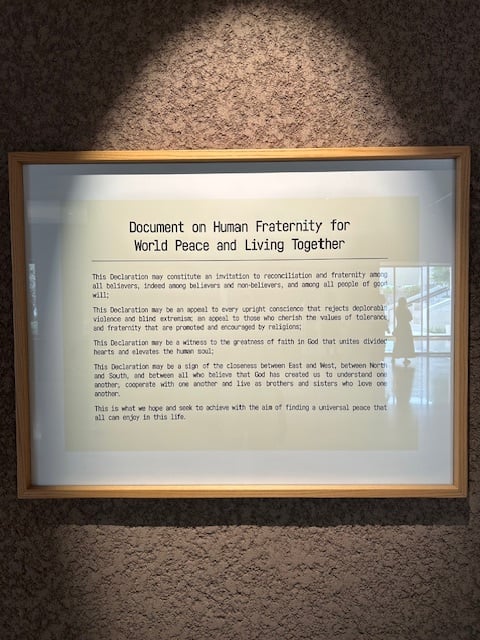 Document on Human Fraternity for
World Peace and Living Together
This Declaration may constitute an invitation to reconciliation and fraternity among
all believers, indeed among believers and non-believers, and among all people of good
will;
This Declaration may be an appeal to every upright conscience that rejects deplorable
violence and blind extremism; an appeal to those who cherish the values of tolerance
and fraternity that are promoted and encouraged by religions;
This Declaration may be a witness to the greatness of faith in God that unites divided
hearts and elevates the human soul;
This Declaration may be a sign of the closeness between East and West, between North
and South, and between all who believe that God has created us to understand one
another, cooperate with one another and live as brothers and sisters who love one
another.
This is what we hope and seek to achieve with the aim of finding a universal peace that
all can enjoy in this life.